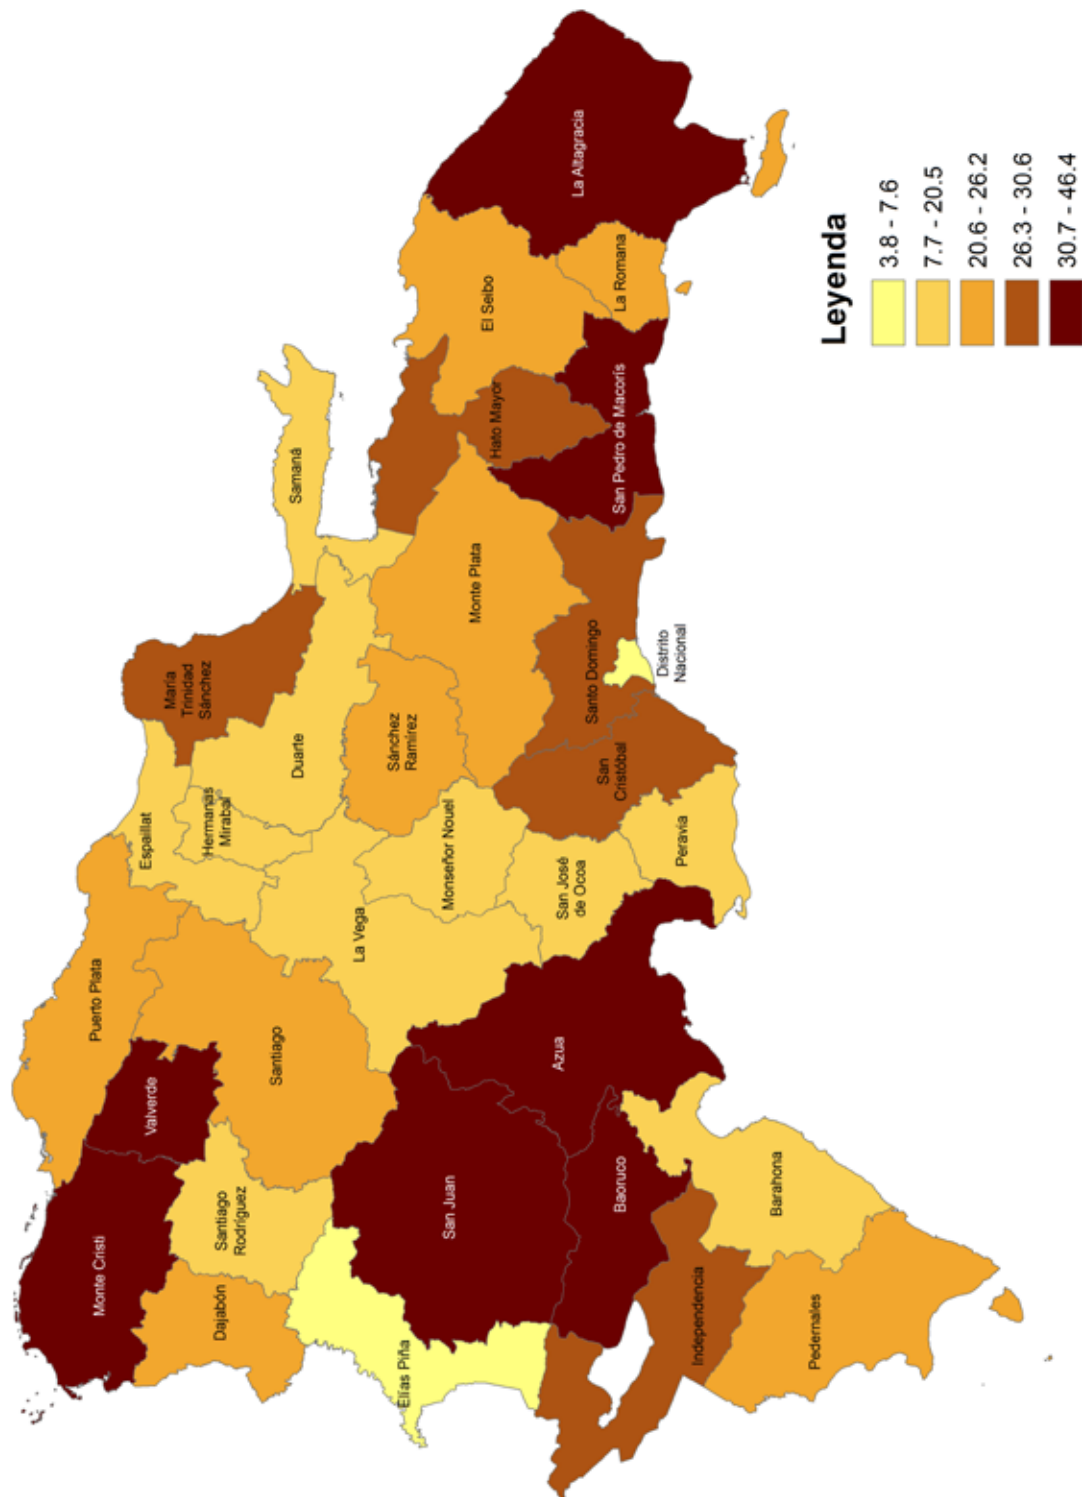 Monte Cristi
Puerto Plata
Espaillat
Valverde
María
Trinidad
Sánchez
Dajabón
Santiago
Rodríguez
Hermanas
Mirabal
Santiago
Duarte
Samaná
La Vega
Elías Piña
Sánchez
Ramírez
San Juan
Monseñor Nouel
Monte Plata
El Seibo
Hato Mayor
Azua
San José
de Ocoa
La Altagracia
Santo Domingo
San
Cristóbal
Baoruco
San Pedro de Macorís
La Romana
Distrito
Nacional
Peravia
Independencia
Barahona
Pedernales
Leyenda
3.8 - 7.6
7.7 - 20.5
20.6 - 26.2
26.3 - 30.6
30.7 - 46.4